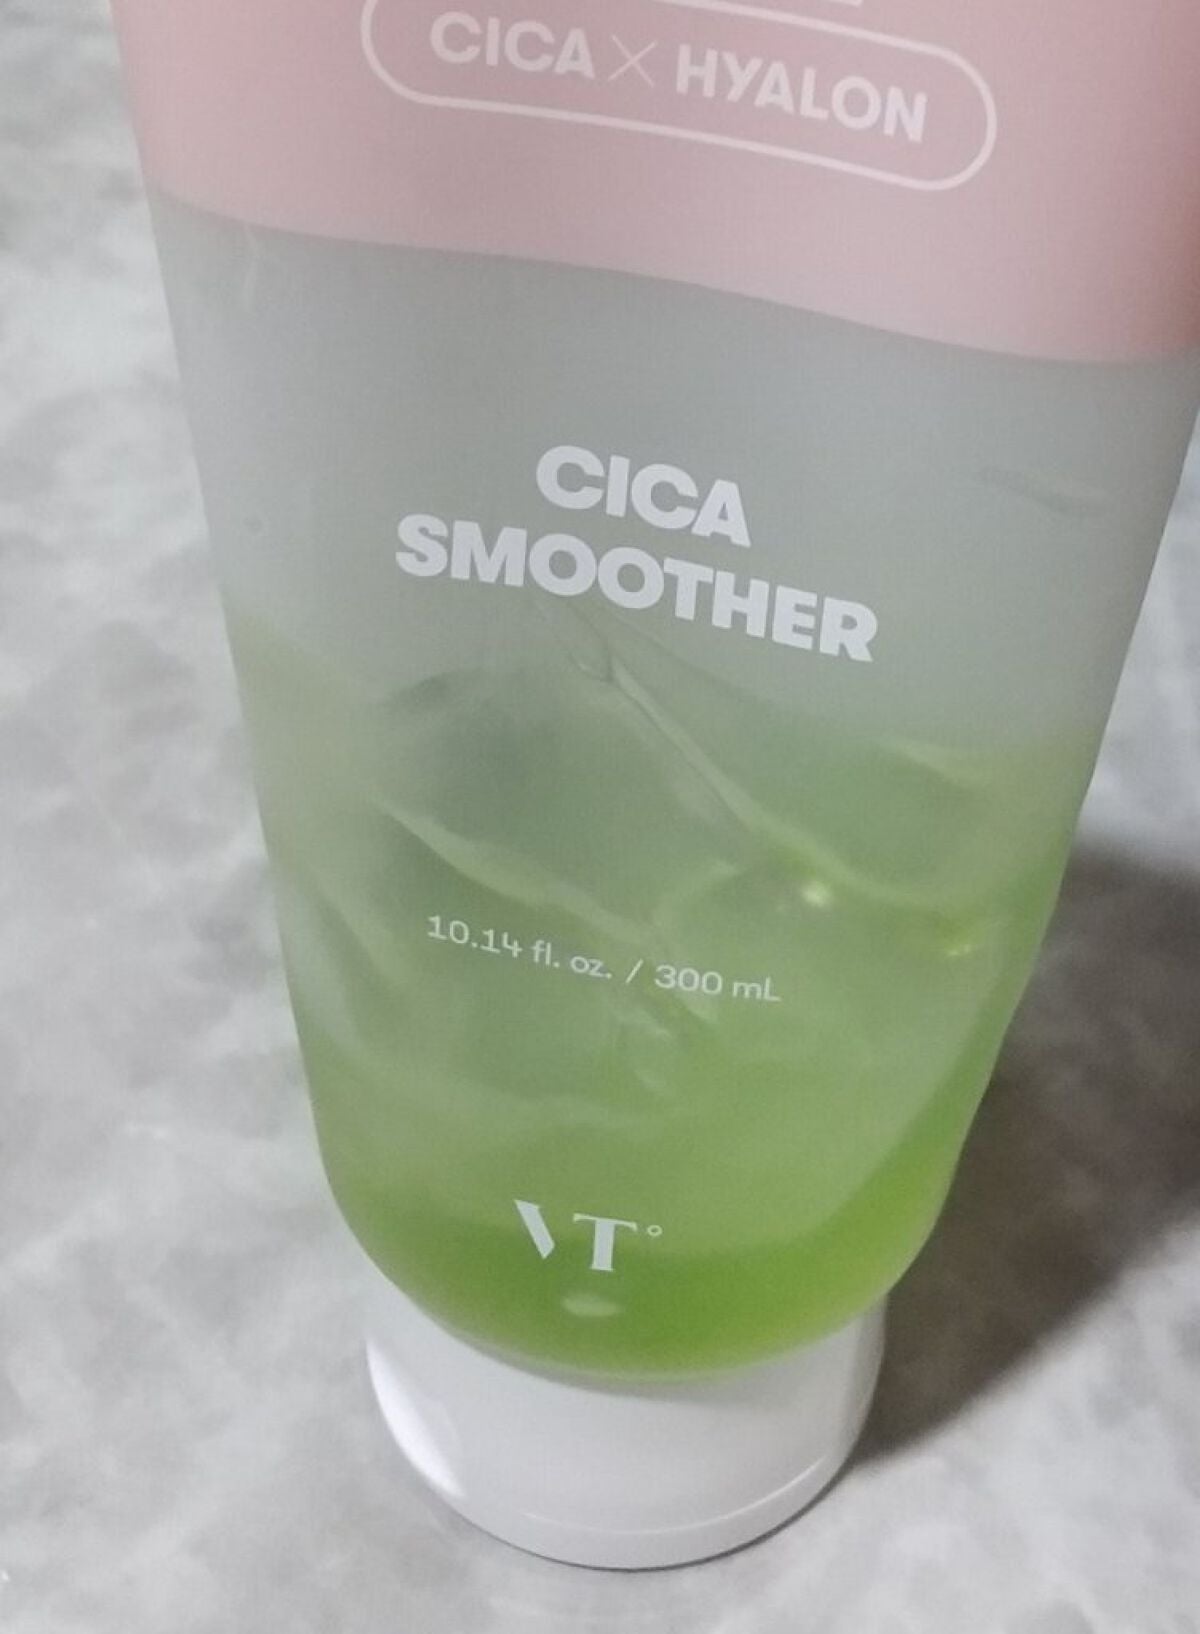 CICA × HYALON
CICA
SMOOTHER
10.14 fl. oz. / 300 mL
VT°